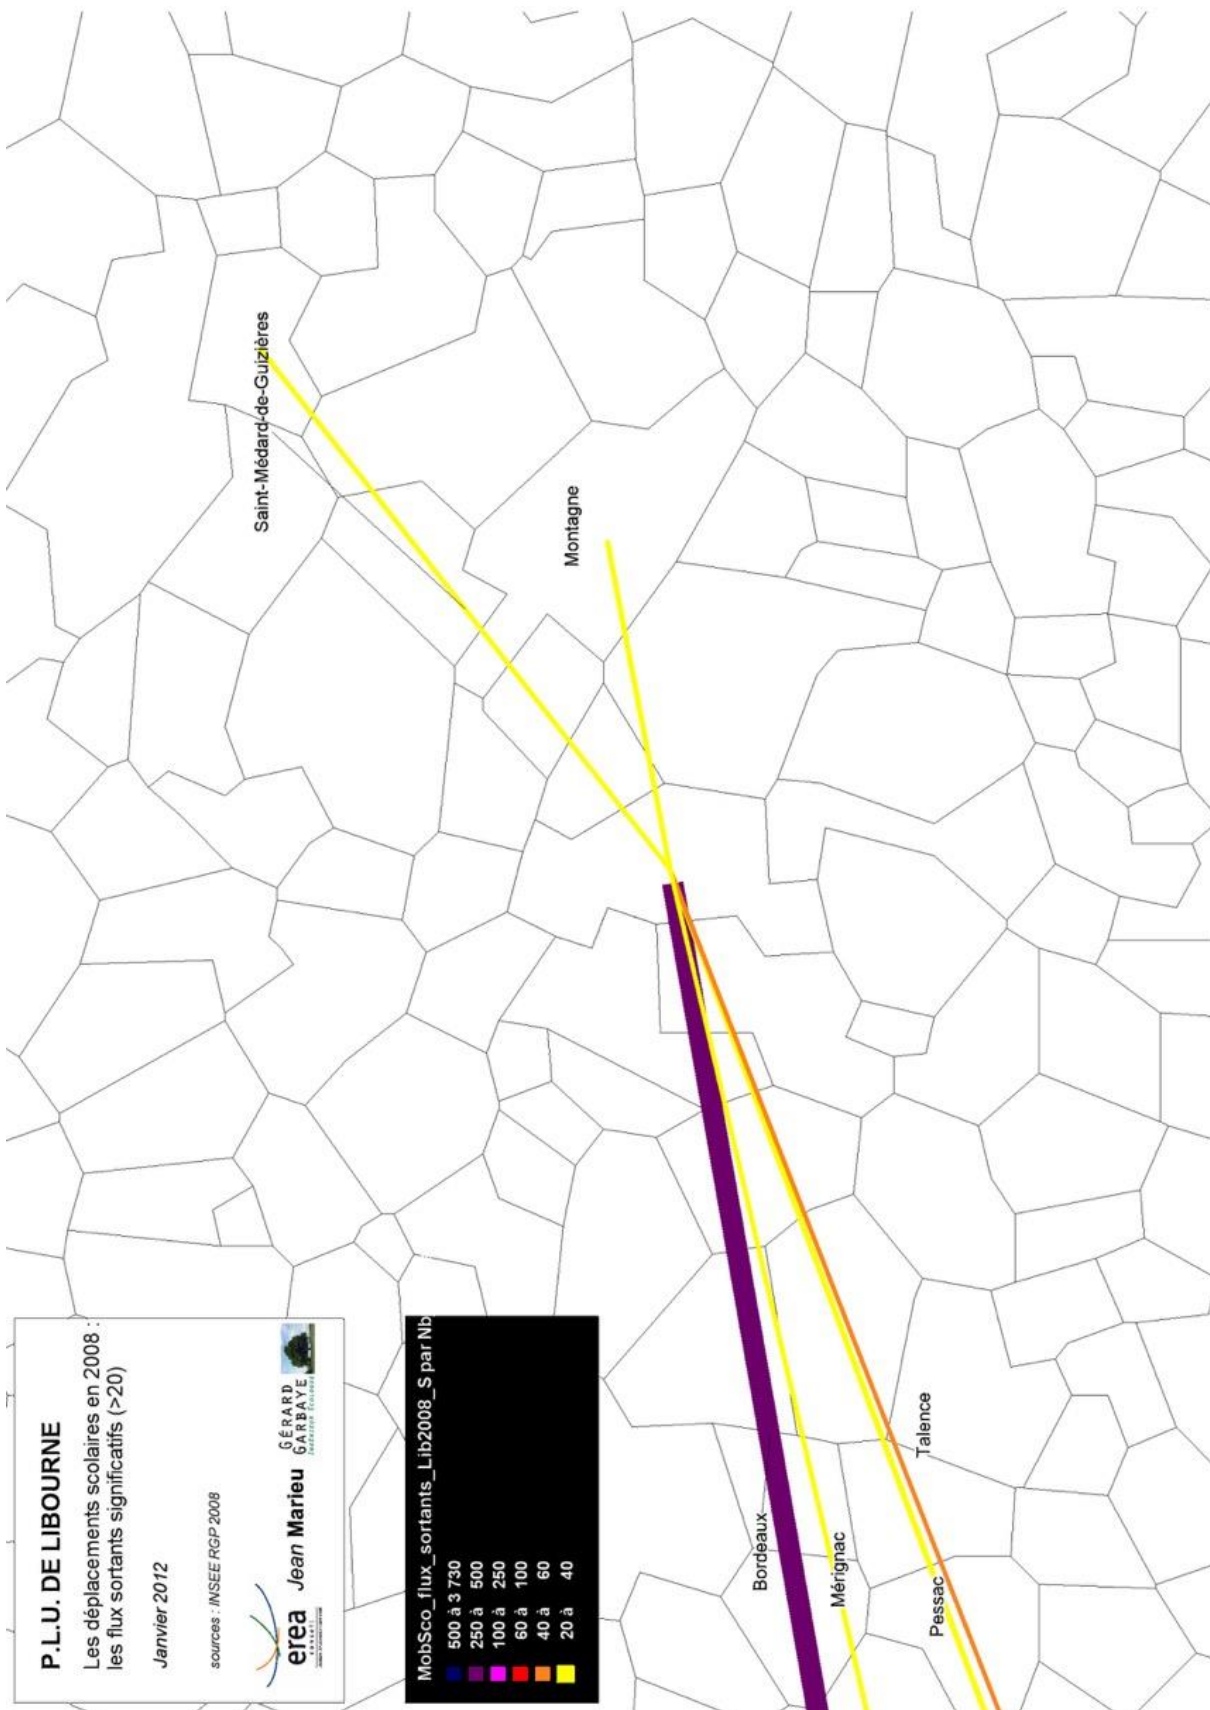 P.L.U. DE LIBOURNE
Les déplacements scolaires en 2008 :
les flux sortants significatifs (>20)
Janvier 2012
sources : INSEE RGP 2008
erea
conseil
Jean Marieu
GÉRARD
GARBAYE
MobSco_flux_sortants_Lib2008_S par Nb
500 à 3 730
250 à 500
100 à 250
60 à 100
40 à 60
20 à 40
Saint-Médard-de-Guizières
Montagne
Bordeaux
Mérignac
Talence
Pessac